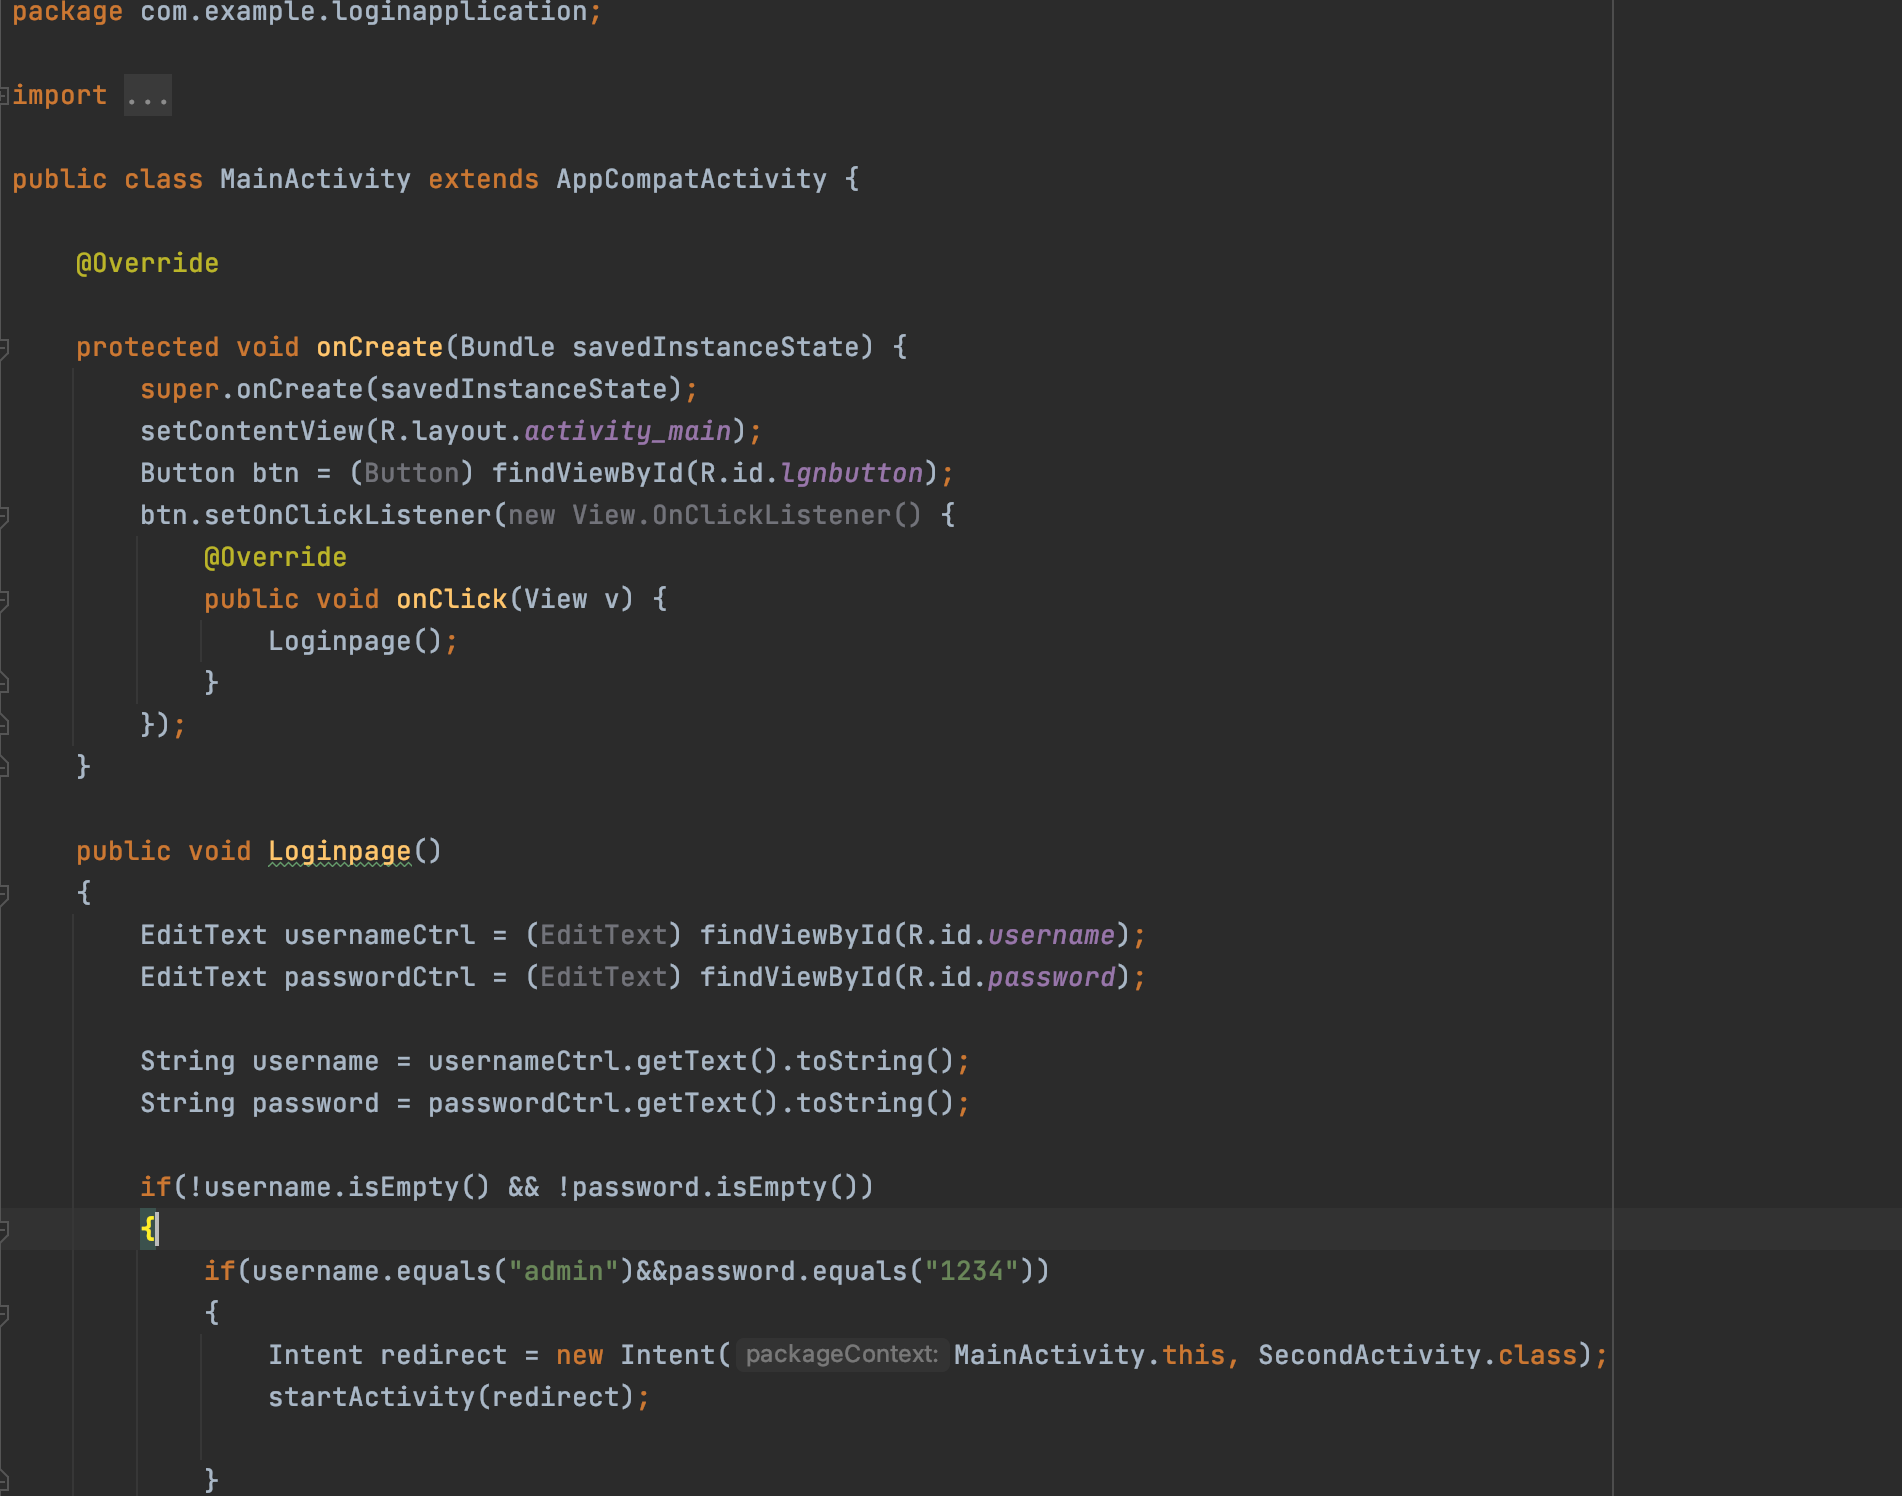 package com.example.loginapplication;
import ...
public class MainActivity extends AppCompatActivity {
@Override
protected void onCreate(Bundle savedInstanceState) {
super.onCreate(savedInstanceState);
setContentView(R.layout.activity_main);
Button btn = (Button) findViewById(R.id.lgnbutton);
btn.setOnClickListener(new View.OnClickListener() {
@Override
public void onClick(View v) {
Loginpage();
}
});
}
public void Loginpage()
{
EditText usernameCtrl = (EditText) findViewById(R.id.username);
EditText passwordCtrl = (EditText) findViewById(R.id.password);
String username = usernameCtrl.getText().toString();
String password = passwordCtrl.getText().toString();
if(!username.isEmpty() && !password.isEmpty())
{
if(username.equals("admin")&&password.equals("1234"))
{
Intent redirect = new Intent( packageContext: MainActivity.this, SecondActivity.class);
startActivity(redirect);
}